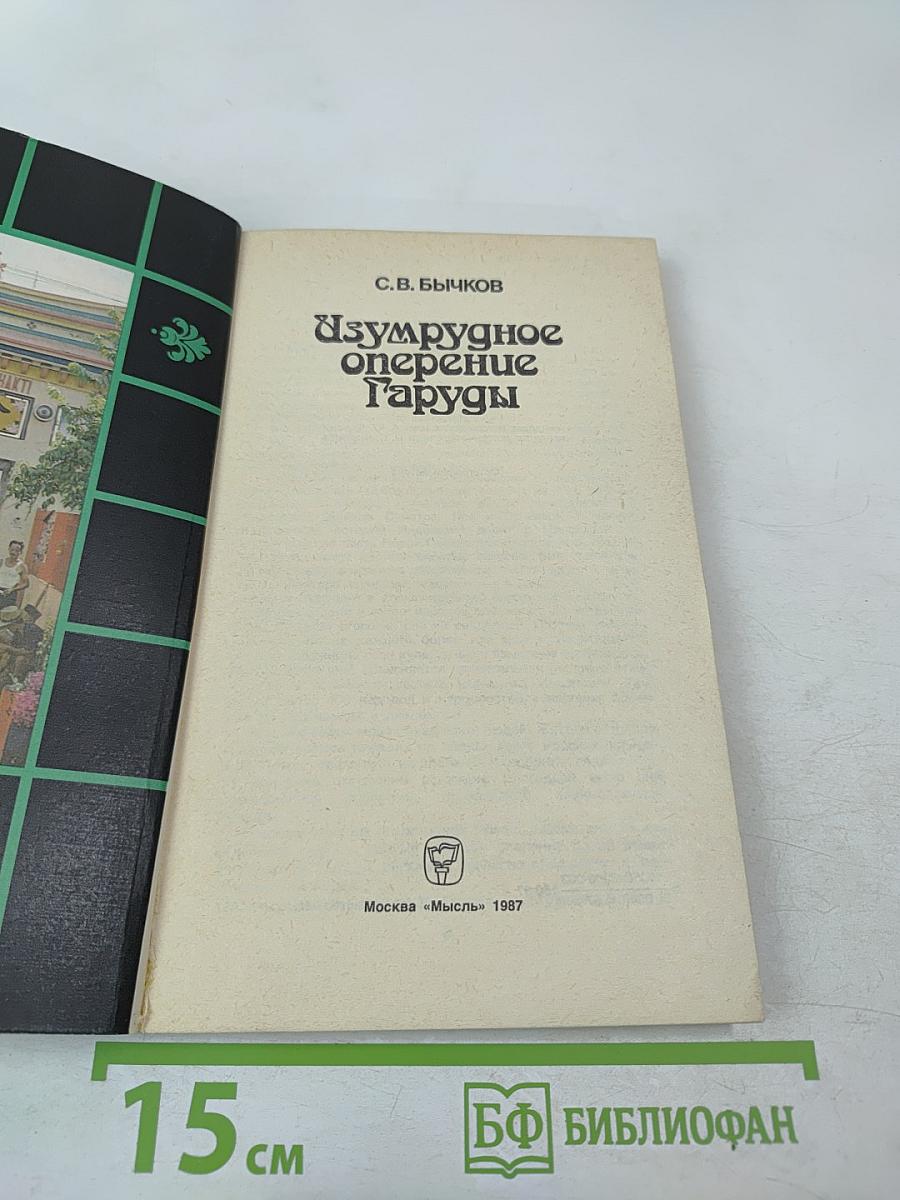 С. В. БЫЧКОВ
Изумрудное
оперение
Гаруды
Москва «Мысль» 1987
15 см
БФ БИБЛИОФАН